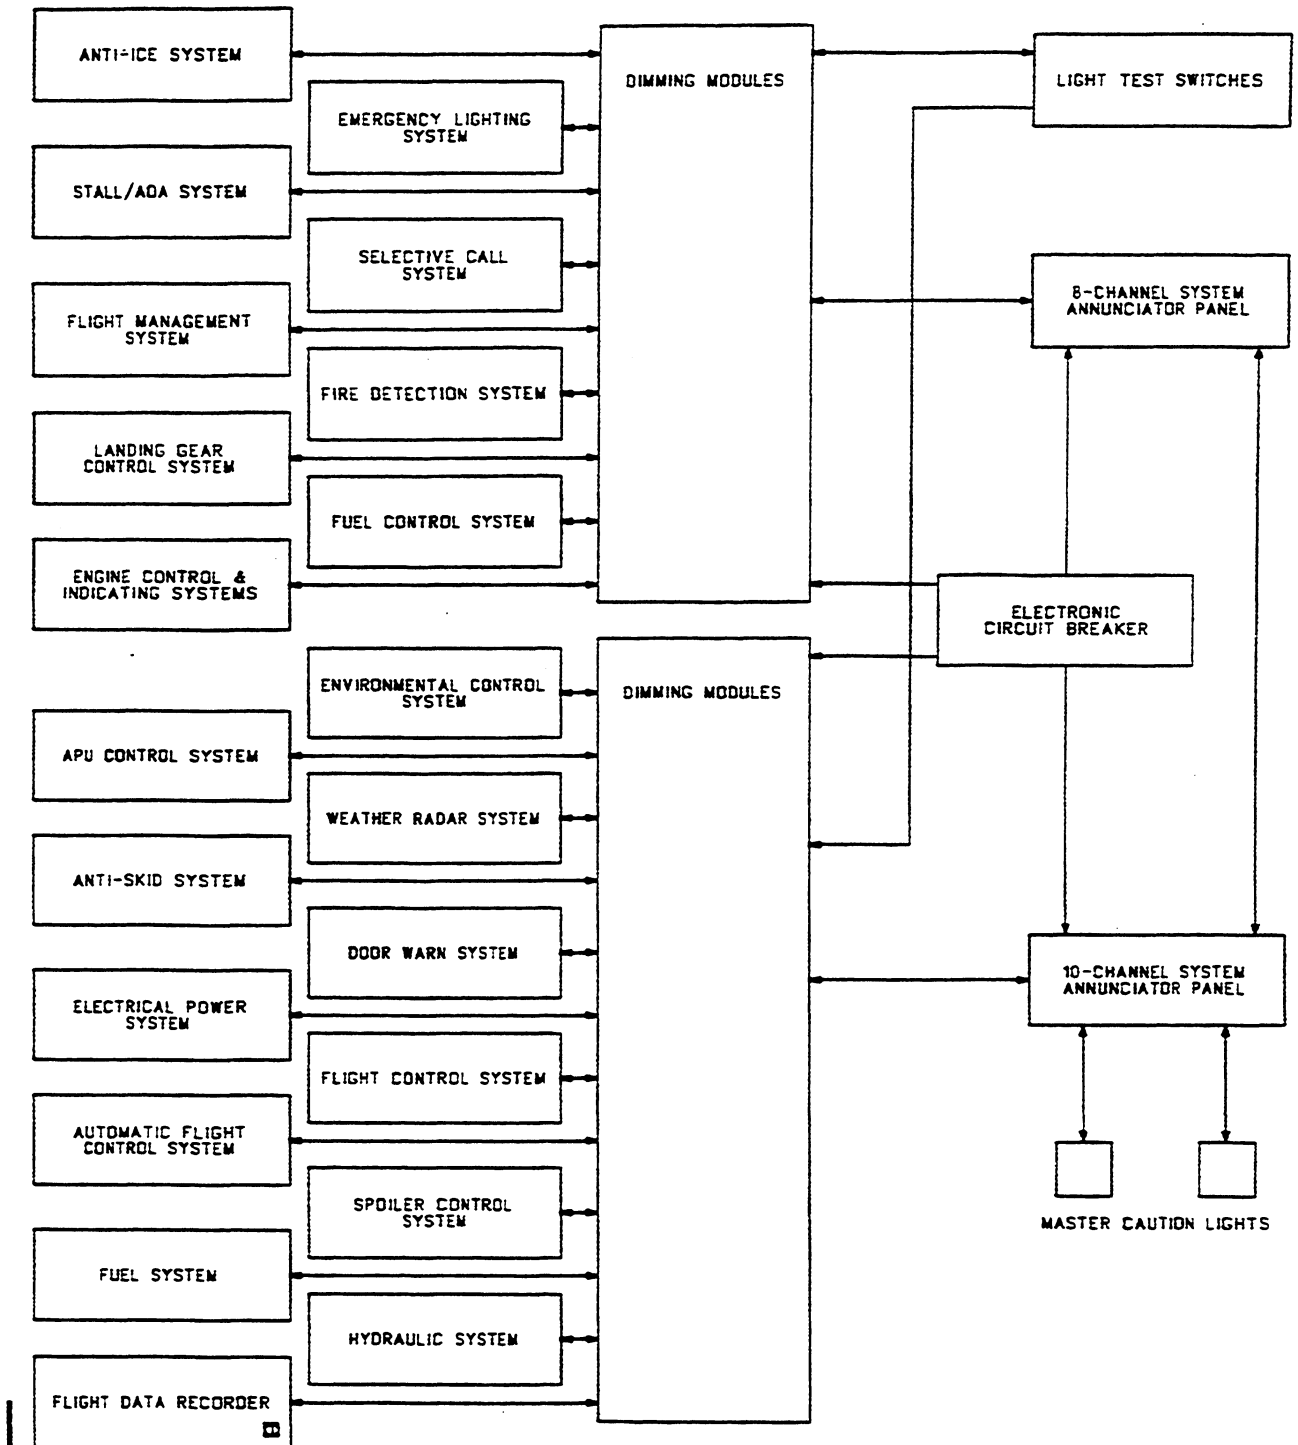 ANTI-ICE SYSTEM
DIMMING MODULES
LIGHT TEST SWITCHES
EMERGENCY LIGHTING
SYSTEM
STALL/AOA SYSTEM
SELECTIVE CALL
SYSTEM
8-CHANNEL SYSTEM
ANNUNCIATOR PANEL
FLIGHT MANAGEMENT
SYSTEM
FIRE DETECTION SYSTEM
LANDING GEAR
CONTROL SYSTEM
FUEL CONTROL SYSTEM
ENGINE CONTROL &
INDICATING SYSTEMS
ELECTRONIC
CIRCUIT BREAKER
ENVIRONMENTAL CONTROL
SYSTEM
DIMMING MODULES
APU CONTROL SYSTEM
WEATHER RADAR SYSTEM
ANTI-SKID SYSTEM
DOOR WARN SYSTEM
10-CHANNEL SYSTEM
ANNUNCIATOR PANEL
ELECTRICAL POWER
SYSTEM
FLIGHT CONTROL SYSTEM
AUTOMATIC FLIGHT
CONTROL SYSTEM
SPOILER CONTROL
SYSTEM
MASTER CAUTION LIGHTS
FUEL SYSTEM
HYDRAULIC SYSTEM
FLIGHT DATA RECORDER